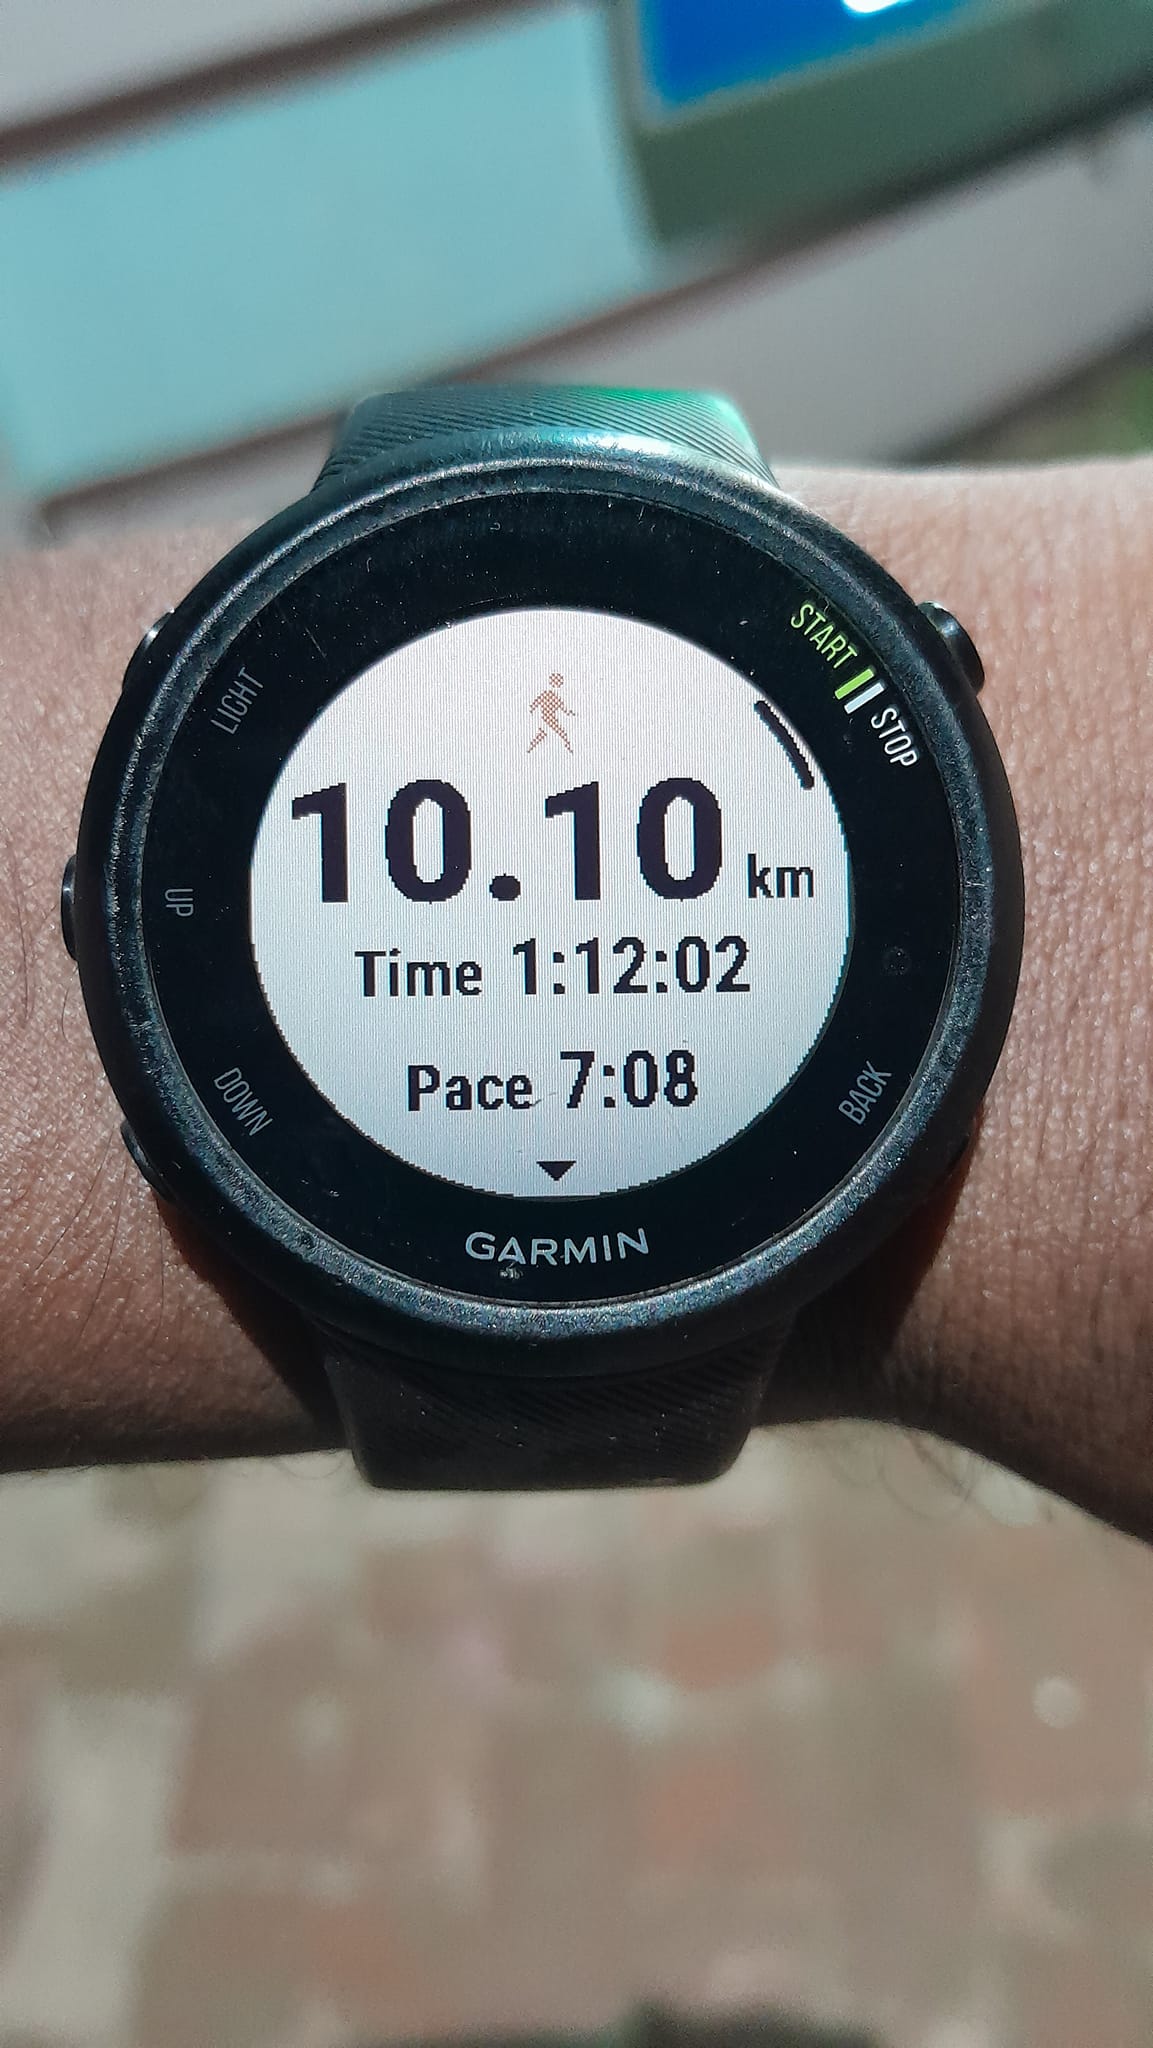 START
STOP
LIGHT
10.10 km
UP
Time 1:12:02
Pace 7:08
DOWN
BACK
GARMIN